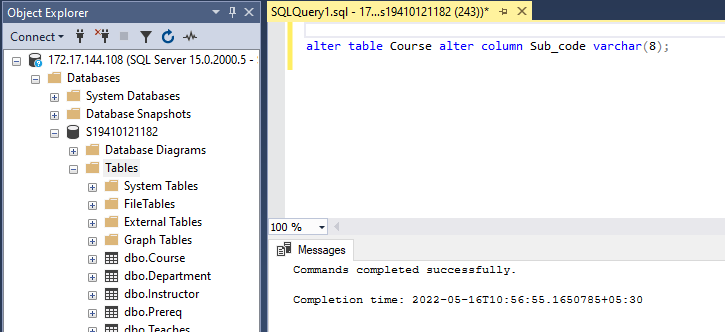 Object Explorer
Connect
172.17.144.108 (SQL Server 15.0.2000.5 -
Databases
System Databases
Database Snapshots
S19410121182
Database Diagrams
Tables
System Tables
FileTables
External Tables
Graph Tables
dbo.Course
dbo.Department
dbo.Instructor
dbo.Prereq
dbo.Teaches
SQLQuery1.sql - 17...s19410121182 (243))*
alter table Course alter column Sub_code varchar(8);
100 %
Messages
Commands completed successfully.
Completion time: 2022-05-16T10:56:55.1650785+05:30